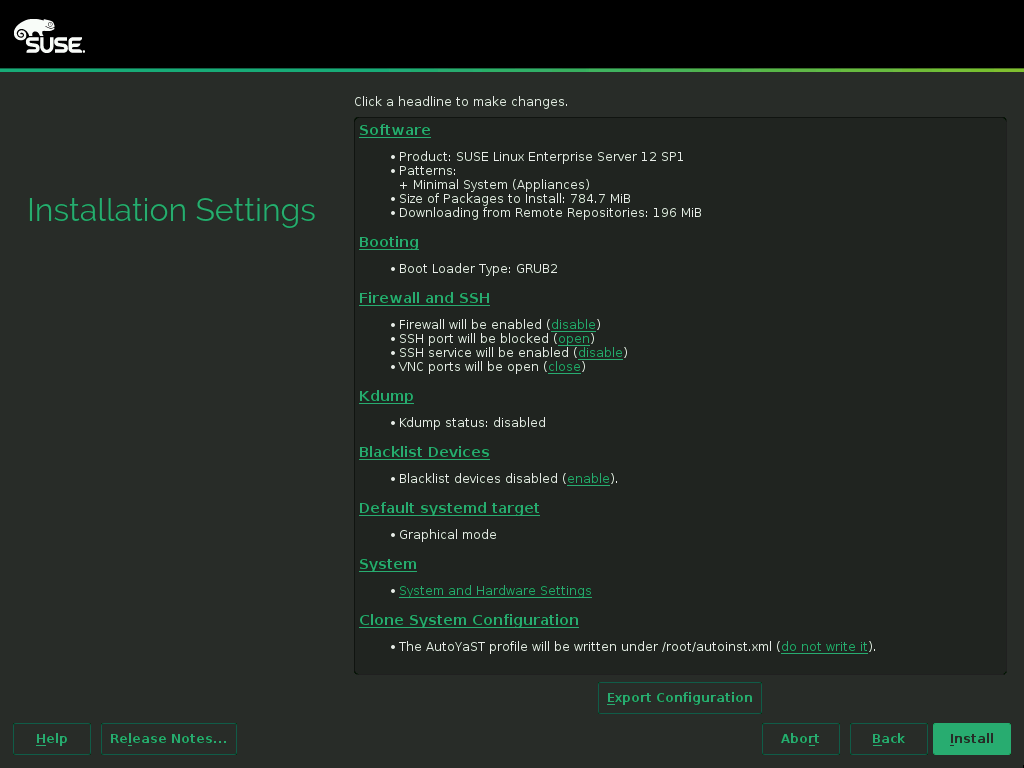 SUSE.
Click a headline to make changes.
Installation Settings
Software
• Product: SUSE Linux Enterprise Server 12 SP1
• Patterns:
+ Minimal System (Appliances)
• Size of Packages to Install: 784.7 MiB
• Downloading from Remote Repositories: 196 MiB
Booting
• Boot Loader Type: GRUB2
Firewall and SSH
• Firewall will be enabled (disable)
• SSH port will be blocked (open)
• SSH service will be enabled (disable)
• VNC ports will be open (close)
Kdump
• Kdump status: disabled
Blacklist Devices
• Blacklist devices disabled (enable).
Default systemd target
• Graphical mode
System
• System and Hardware Settings
Clone System Configuration
• The AutoYaST profile will be written under /root/autoinst.xml (do not write it).
Export Configuration
Help
Release Notes...
Abort
Back
Install